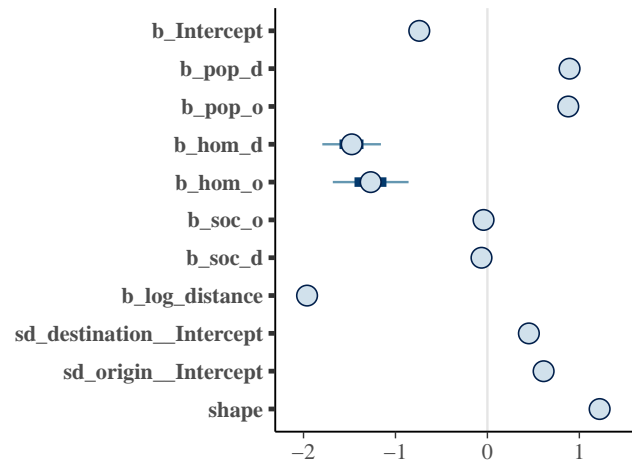 b_Intercept
b_pop_d
b_pop_o
b_hom_d
b_hom_o
b_soc_o
b_soc_d
b_log_distance
sd_destination__Intercept
sd_origin__Intercept
shape
−2 −1 0 1